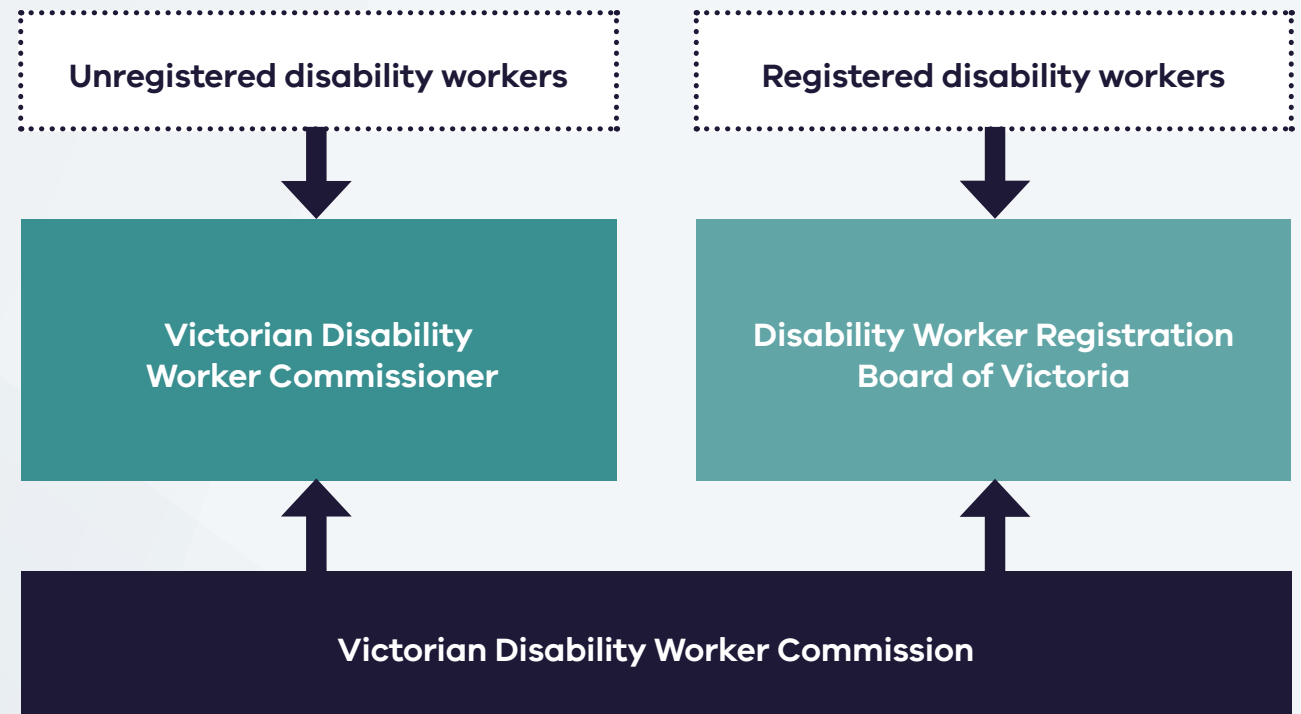 Unregistered disability workers
Registered disability workers
Victorian Disability
Worker Commissioner
Disability Worker Registration
Board of Victoria
Victorian Disability Worker Commission